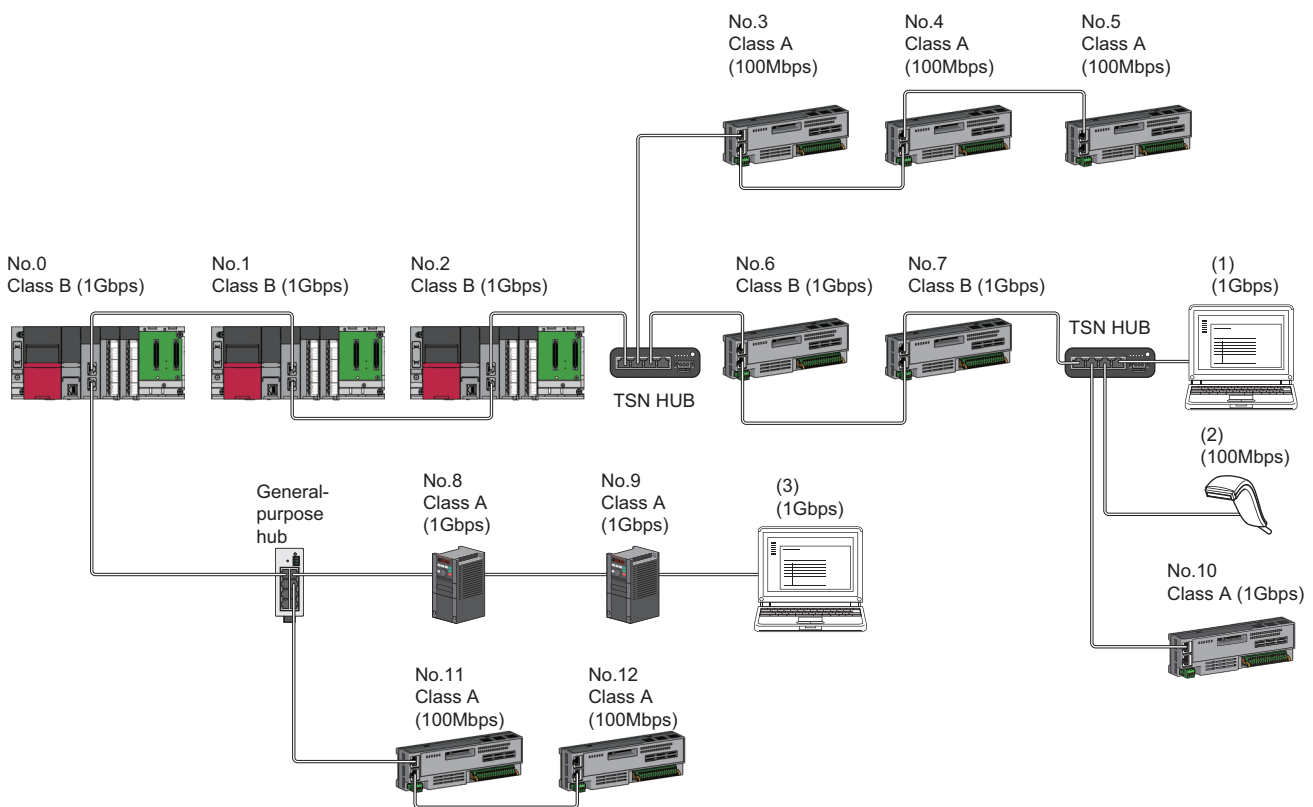 No.3
Class A
(100Mbps)
No.4
Class A
(100Mbps)
No.5
Class A
(100Mbps)
No.0
Class B (1Gbps)
No.1
Class B (1Gbps)
No.2
Class B (1Gbps)
TSN HUB
No.6
Class B (1Gbps)
No.7
Class B (1Gbps)
TSN HUB
(1)
(1Gbps)
(2)
(100Mbps)
General-
purpose
hub
No.8
Class A
(1Gbps)
No.9
Class A
(1Gbps)
(3)
(1Gbps)
No.10
Class A (1Gbps)
No.11
Class A
(100Mbps)
No.12
Class A
(100Mbps)